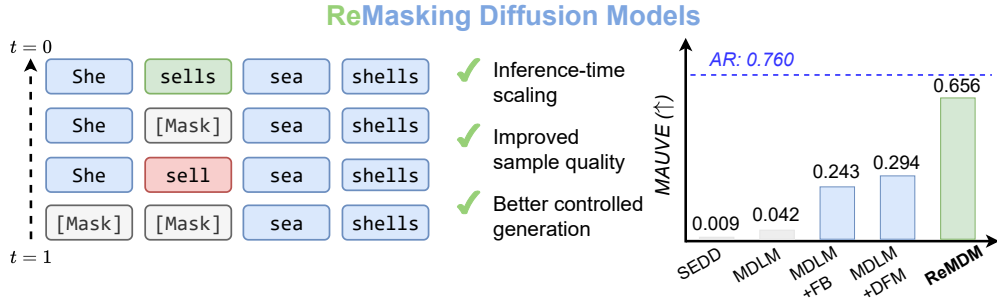 ReMasking Diffusion Models
t = 0
She sells sea shells
She [Mask] sea shells
She sell sea shells
[Mask] [Mask] sea shells
t = 1
Inference-time
scaling
Improved
sample quality
Better controlled
generation
MAUVE (↑)
AR: 0.760
0.009
0.042
0.243
0.294
0.656
SEDD
MDLM
MDLM
+FB
MDLM
+DFM
ReMDM